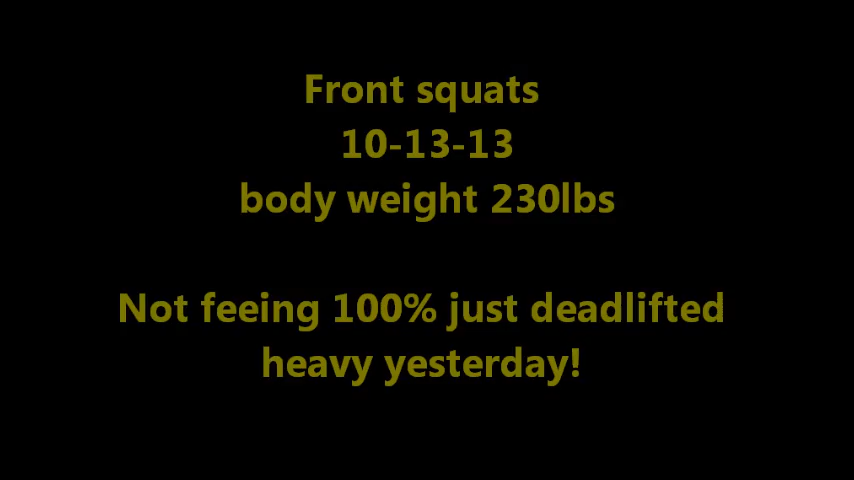 Front squats
10-13-13
body weight 230lbs
Not feeing 100% just deadlifted
heavy yesterday!